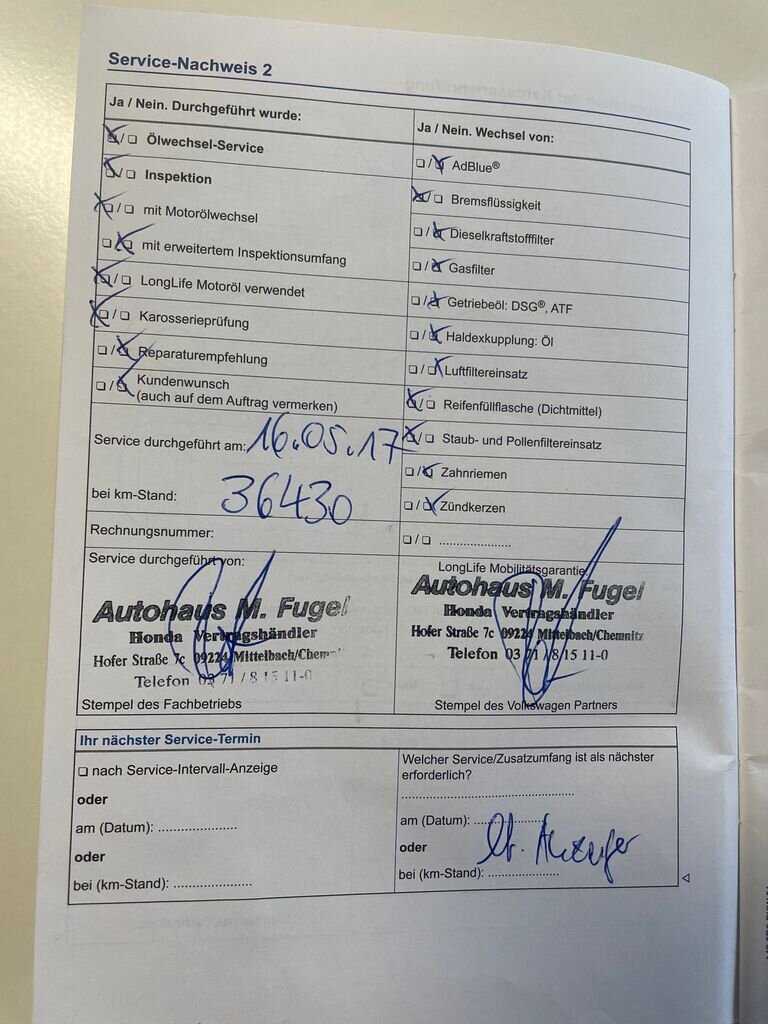 Service-Nachweis 2
Ja / Nein. Durchgeführt wurde:
☒/☐ Ölwechsel-Service
☒/☐ Inspektion
☒/☐ mit Motorölwechsel
☐/☒ mit erweitertem Inspektionsumfang
☒/☐ LongLife Motoröl verwendet
☒/☐ Karosserieprüfung
☐/☒ Reparaturempfehlung
☐/☒ Kundenwunsch
(auch auf dem Auftrag vermerken)
Service durchgeführt am: 16.05.17
bei km-Stand: 36430
Rechnungsnummer:
Service durchgeführt von:
Autohaus M. Fugel
Honda Vertragshändler
Hofer Straße 7c 09224 Mittelbach/Chemnitz
Telefon 03 71 / 8 15 11-0
Stempel des Fachbetriebs
Ja / Nein. Wechsel von:
☐/☒ AdBlue®
☒/☐ Bremsflüssigkeit
☐/☒ Dieselkraftstofffilter
☐/☒ Gasfilter
☐/☒ Getriebeöl: DSG®, ATF
☐/☒ Haldexkupplung: Öl
☐/☒ Luftfiltereinsatz
☒/☐ Reifenfüllflasche (Dichtmittel)
☒/☐ Staub- und Pollenfiltereinsatz
☐/☒ Zahnriemen
☐/☒ Zündkerzen
☐/☐ ....................
LongLife Mobilitätsgarantie:
Autohaus M. Fugel
Honda Vertragshändler
Hofer Straße 7c 09224 Mittelbach/Chemnitz
Telefon 03 71 / 8 15 11-0
Stempel des Volkswagen Partners
Ihr nächster Service-Termin
☐ nach Service-Intervall-Anzeige
oder
am (Datum): ....................
oder
bei (km-Stand): ....................
Welcher Service/Zusatzumfang ist als nächster
erforderlich?
............................................
am (Datum): ....................
oder
lt. Anzeige
bei (km-Stand): ....................